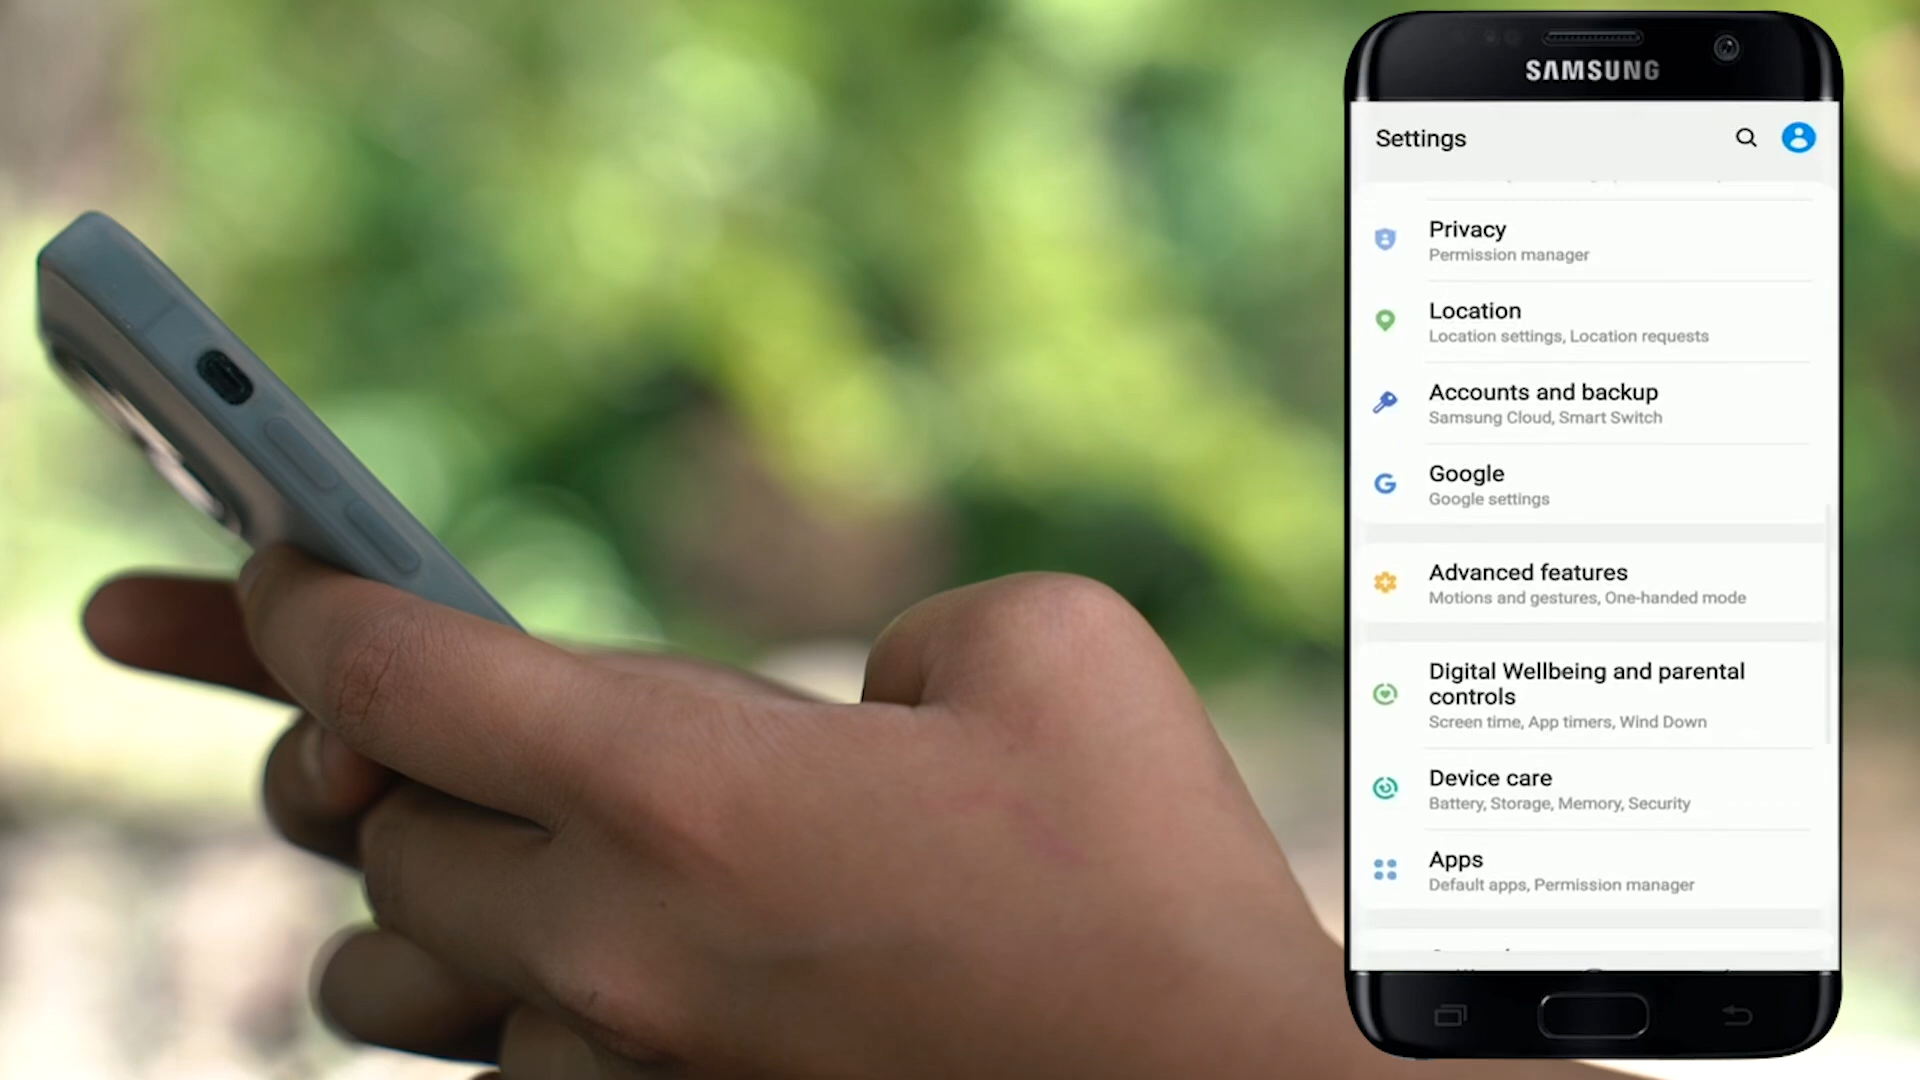 SAMSUNG
Settings
Privacy
Permission manager
Location
Location settings, Location requests
Accounts and backup
Samsung Cloud, Smart Switch
Google
Google settings
Advanced features
Motions and gestures, One-handed mode
Digital Wellbeing and parental
controls
Screen time, App timers, Wind Down
Device care
Battery, Storage, Memory, Security
Apps
Default apps, Permission manager